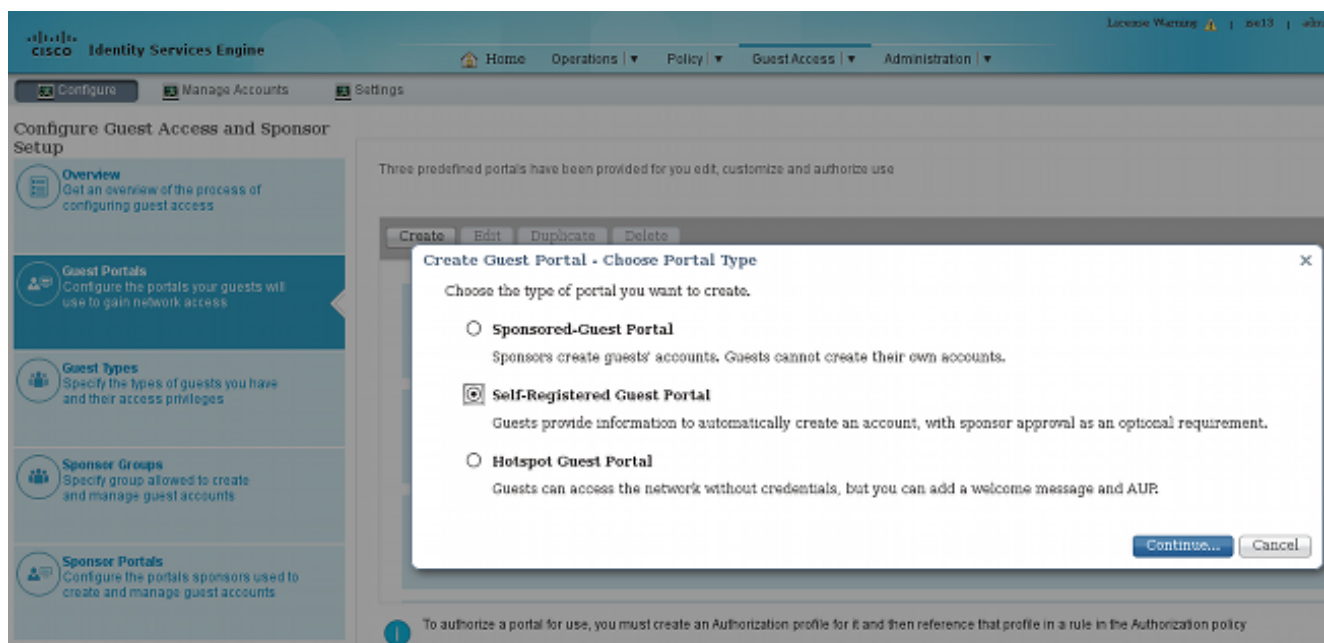 License Warning | ise13 |
CISCO Identity Services Engine
Home Operations | Policy | Guest Access | Administration |
Configure Manage Accounts Settings
Configure Guest Access and Sponsor
Setup
Overview
Get an overview of the process of
configuring guest access
Guest Portals
Configure the portals your guests will
use to gain network access
Guest Types
Specify the types of guests you have
and their access privileges
Sponsor Groups
Specify group allowed to create
and manage guest accounts
Sponsor Portals
Configure the portals sponsors used to
create and manage guest accounts
Three predefined portals have been provided for you edit, customize and authorize use
Create Edit Duplicate Delete
Create Guest Portal - Choose Portal Type
Choose the type of portal you want to create.
Sponsored-Guest Portal
Sponsors create guests' accounts. Guests cannot create their own accounts.
Self-Registered Guest Portal
Guests provide information to automatically create an account, with sponsor approval as an optional requirement.
Hotspot Guest Portal
Guests can access the network without credentials, but you can add a welcome message and AUP.
Continue... Cancel
To authorize a portal for use, you must create an Authorization profile for it and then reference that profile in a rule in the Authorization policy